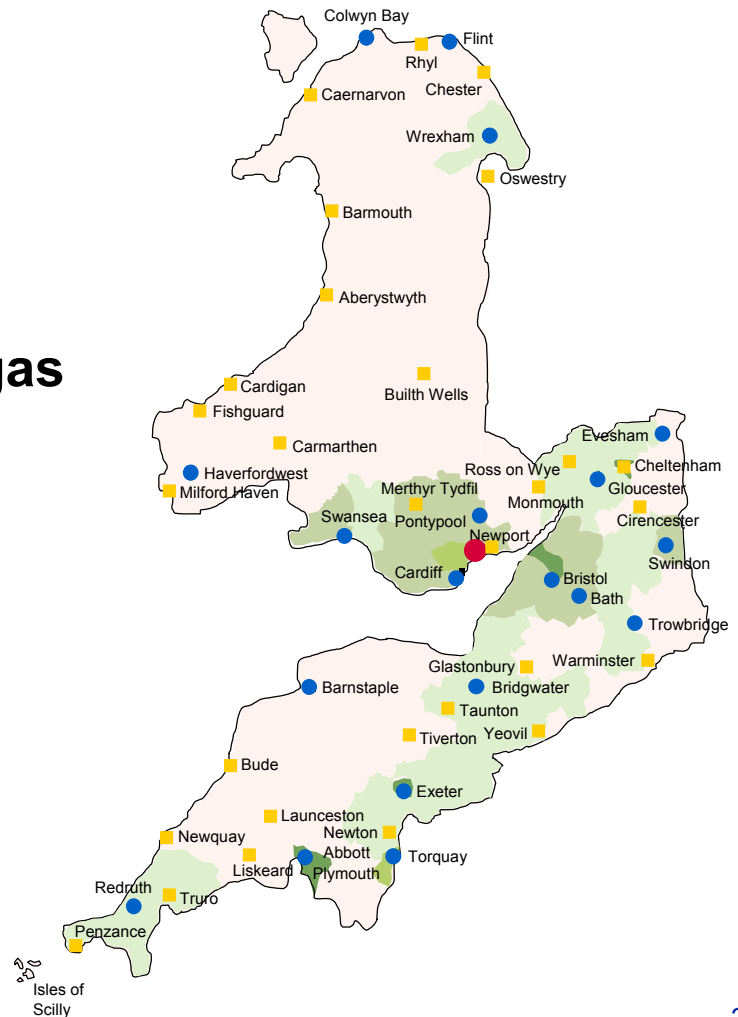 Colwyn Bay
Flint
Rhyl
Chester
Caernarvon
Wrexham
Oswestry
Barmouth
Aberystwyth
gas
Cardigan
Builth Wells
Fishguard
Carmarthen
Evesham
Haverfordwest
Ross on Wye
Cheltenham
Milford Haven
Merthyr Tydfil
Monmouth
Gloucester
Swansea
Pontypool
Cirencester
Newport
Swindon
Cardiff
Bristol
Bath
Trowbridge
Glastonbury
Warminster
Barnstaple
Bridgwater
Taunton
Tiverton
Yeovil
Bude
Exeter
Launceston
Newquay
Newton
Abbott
Torquay
Liskeard
Plymouth
Redruth
Truro
Penzance
Isles of
Scilly